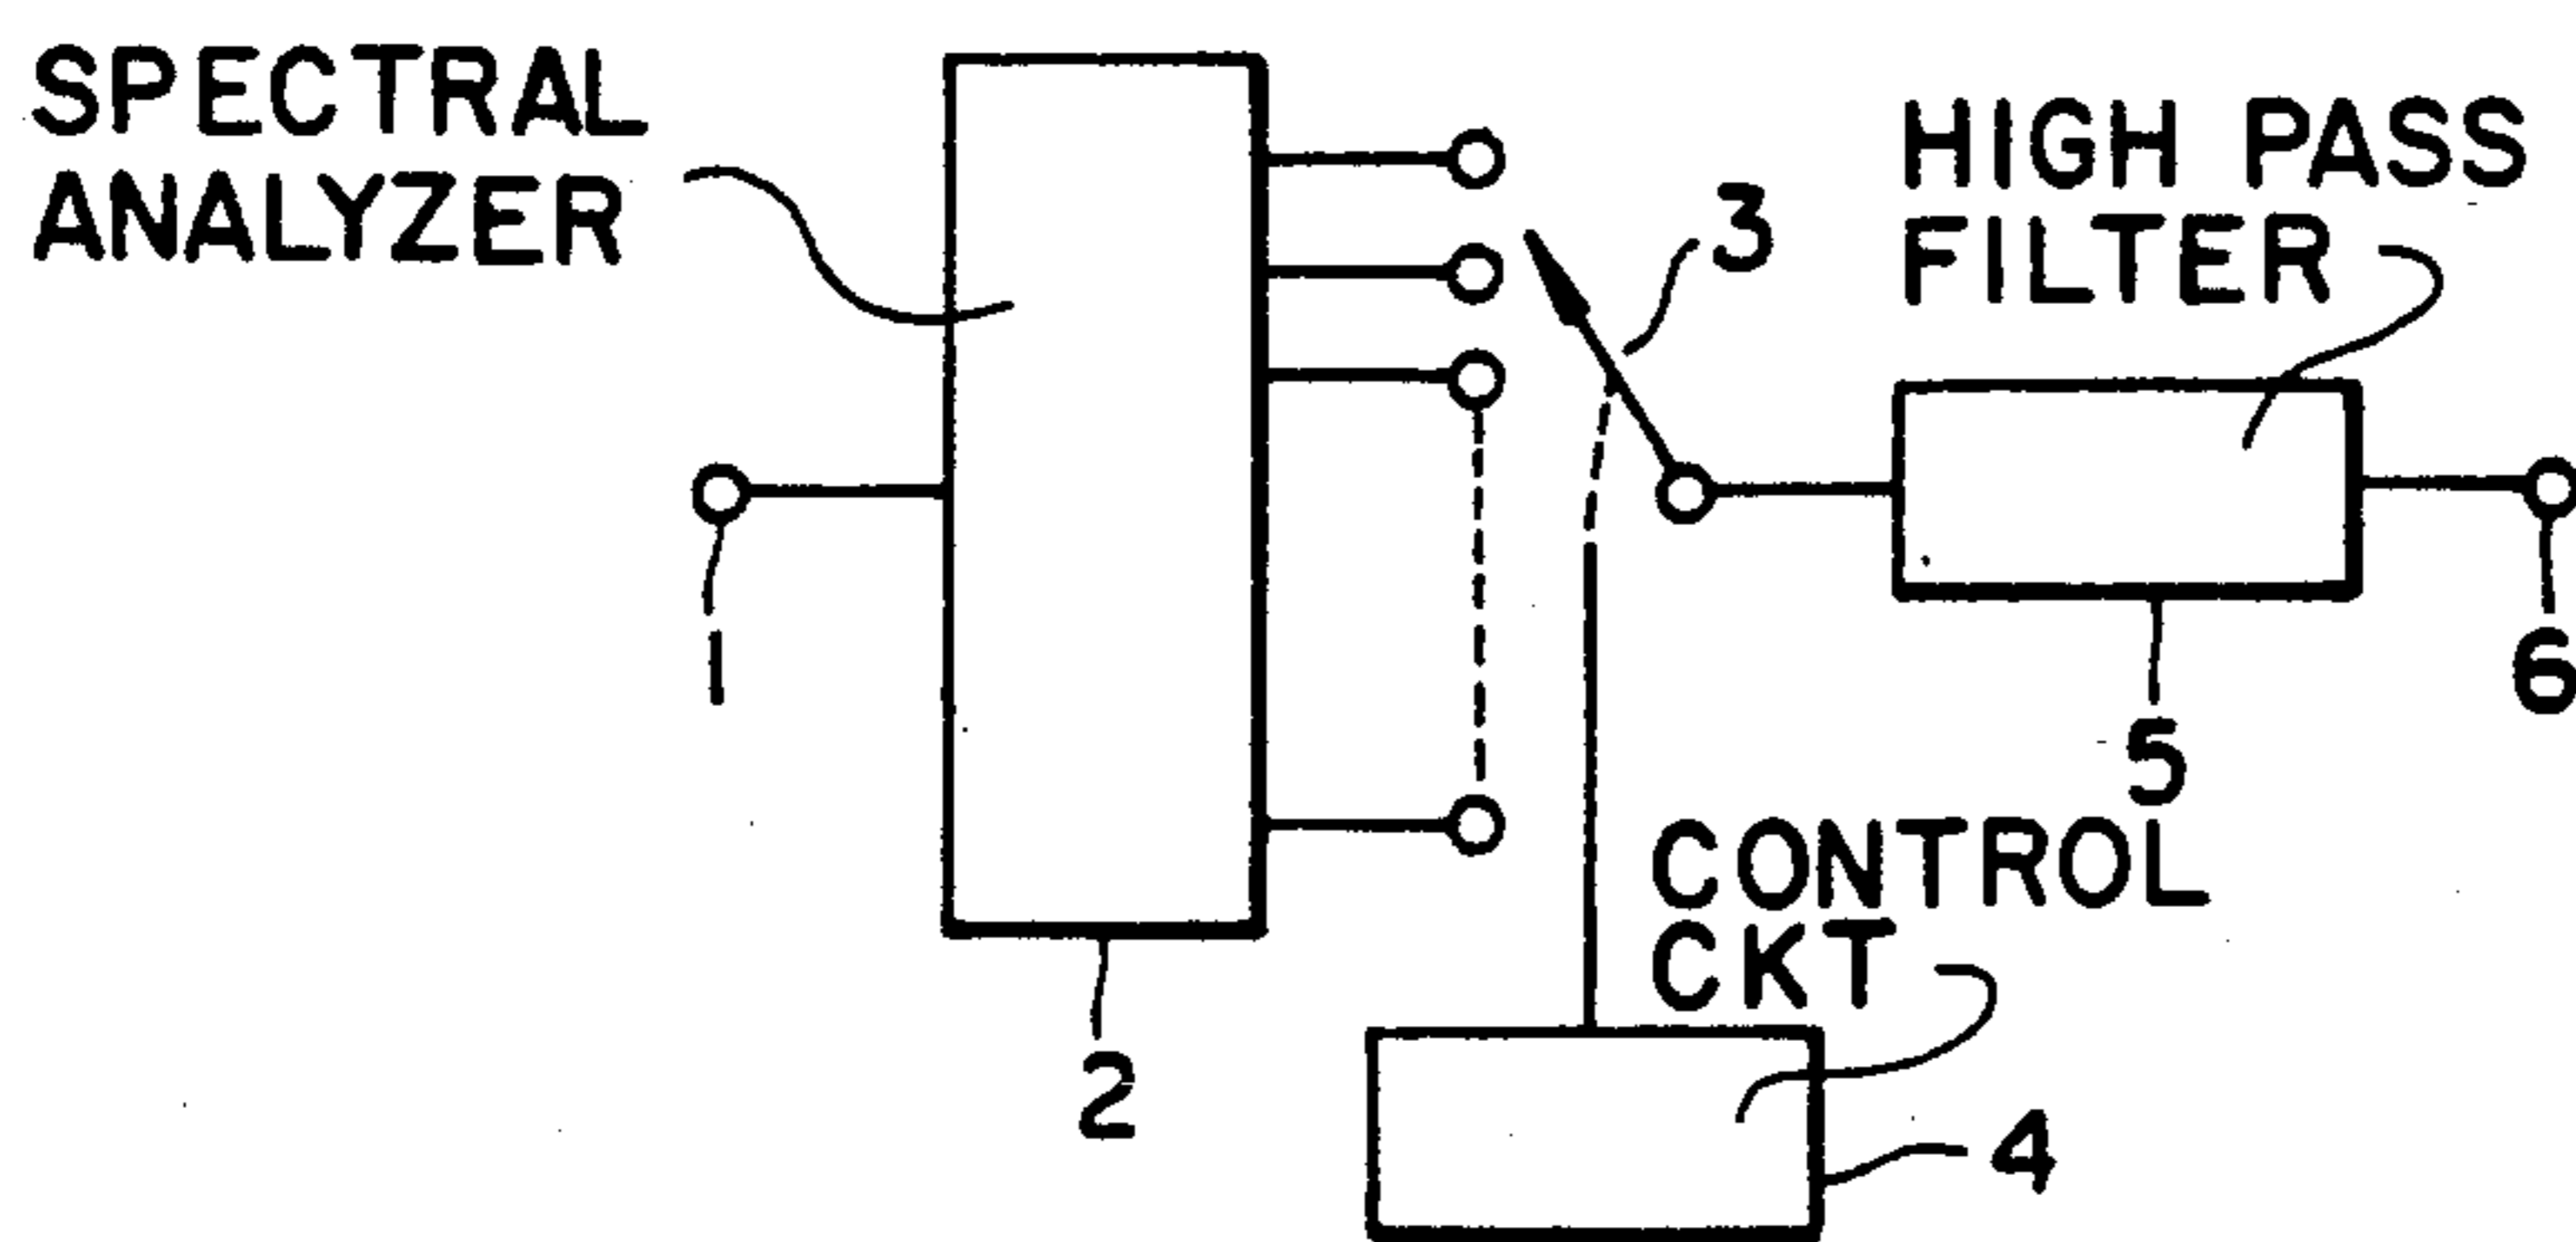 SPECTRAL
ANALYZER
HIGH PASS
FILTER
3
1
6
5
CONTROL
CKT
2
4